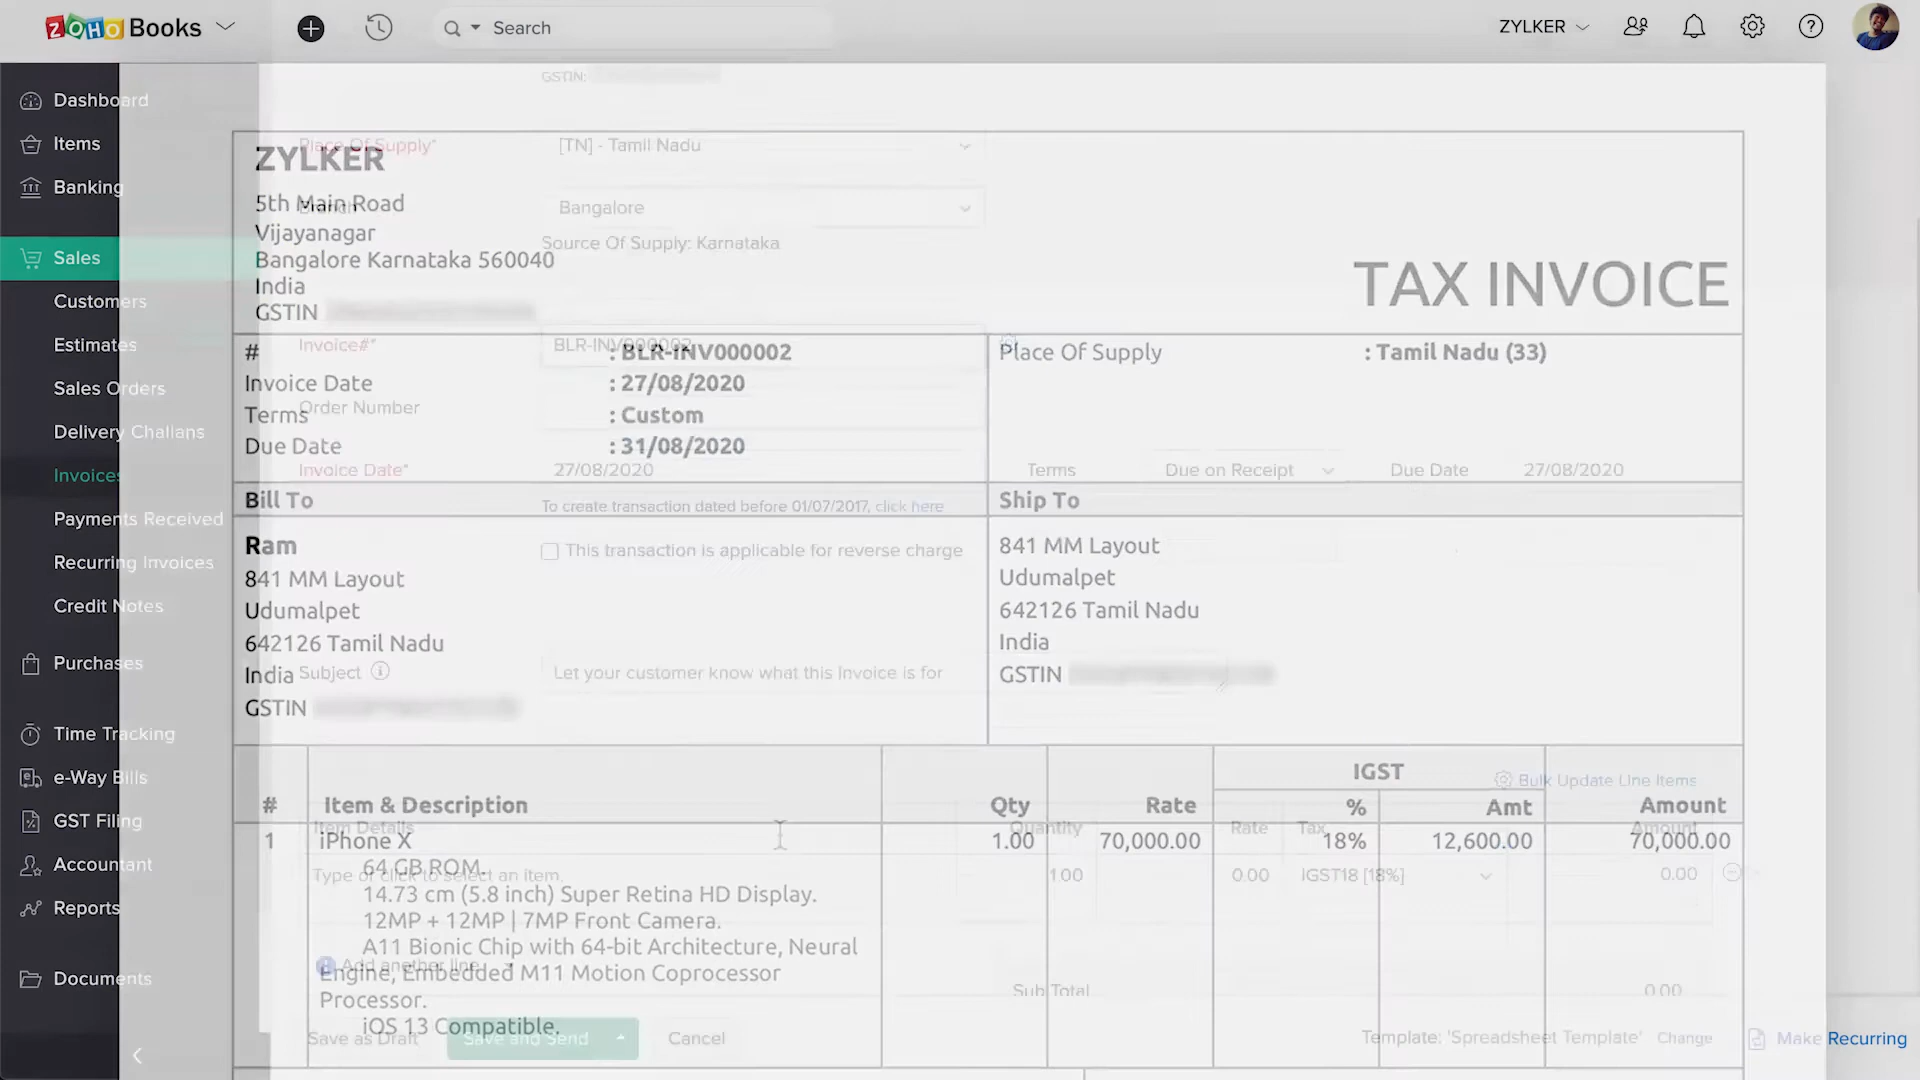 ZOHO Books
Search
ZYLKER
Dashboard
Items
Banking
Sales
Customers
Estimates
Sales Orders
Delivery Challans
Invoices
Payments Received
Recurring Invoices
Credit Notes
Purchases
Time Tracking
e-Way Bills
GST Filing
Accountant
Reports
Documents
GSTIN:
Place Of Supply*
[TN] - Tamil Nadu
Branch
Bangalore
Source Of Supply: Karnataka
Invoice#*
BLR-INV000002
Order Number
Invoice Date*
27/08/2020
Terms
Due on Receipt
Due Date
27/08/2020
To create transaction dated before 01/07/2017, click here
This transaction is applicable for reverse charge
Subject
Let your customer know what this Invoice is for
Bulk Update Line Items
Item Details
Quantity
Rate
Tax
Amount
Type or click to select an item.
1.00
0.00
IGST18 [18%]
0.00
Add another line
Sub Total
0.00
Save as Draft
Save and Send
Cancel
Template: 'Spreadsheet Template'
Change
Make Recurring
ZYLKER
5th Main Road
Vijayanagar
Bangalore Karnataka 560040
India
GSTIN
TAX INVOICE
# : BLR-INV000002
Invoice Date : 27/08/2020
Terms : Custom
Due Date : 31/08/2020
Place Of Supply : Tamil Nadu (33)
Bill To
Ship To
Ram
841 MM Layout
Udumalpet
642126 Tamil Nadu
India
GSTIN
841 MM Layout
Udumalpet
642126 Tamil Nadu
India
GSTIN
IGST
# Item & Description Qty Rate % Amt Amount
1 iPhone X 1.00 70,000.00 18% 12,600.00 70,000.00
64 GB ROM.
14.73 cm (5.8 inch) Super Retina HD Display.
12MP + 12MP | 7MP Front Camera.
A11 Bionic Chip with 64-bit Architecture, Neural
Engine, Embedded M11 Motion Coprocessor
Processor.
iOS 13 Compatible.